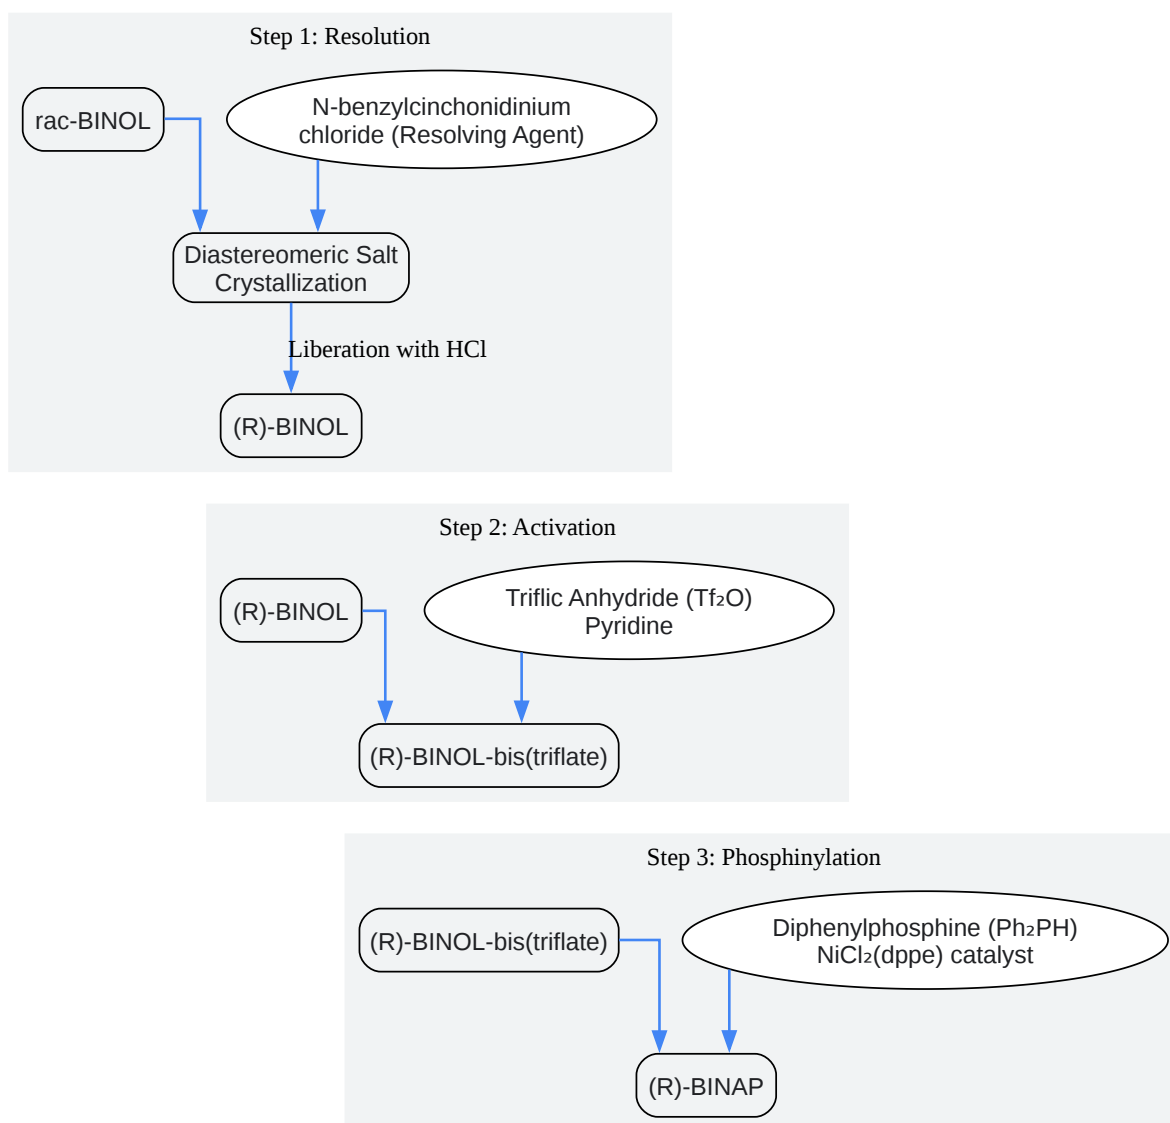 Step 1: Resolution
rac-BINOL
N-benzylcinchonidinium
chloride (Resolving Agent)
Diastereomeric Salt
Crystallization
Liberation with HCl
(R)-BINOL
Step 2: Activation
(R)-BINOL
Triflic Anhydride (Tf₂O)
Pyridine
(R)-BINOL-bis(triflate)
Step 3: Phosphinylation
(R)-BINOL-bis(triflate)
Diphenylphosphine (Ph₂PH)
NiCl₂(dppe) catalyst
(R)-BINAP